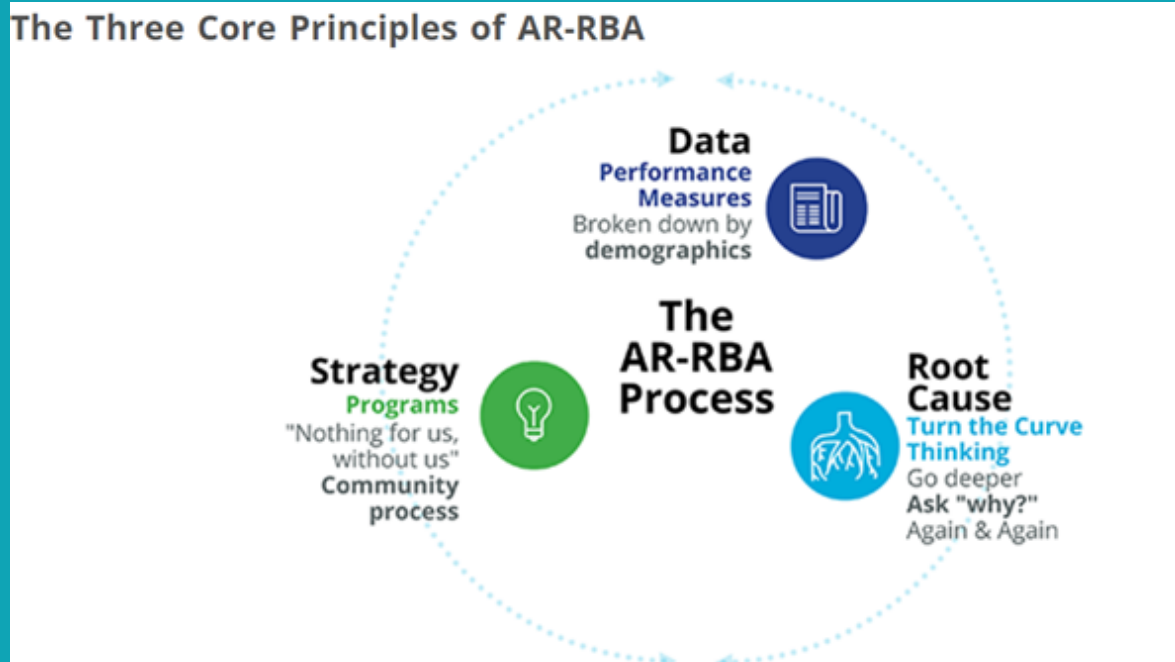 The Three Core Principles of AR-RBA
Data
Performance
Measures
Broken down by
demographics
The
AR-RBA
Process
Strategy
Programs
"Nothing for us,
without us"
Community
process
Root
Cause
Turn the Curve
Thinking
Go deeper
Ask "why?"
Again & Again